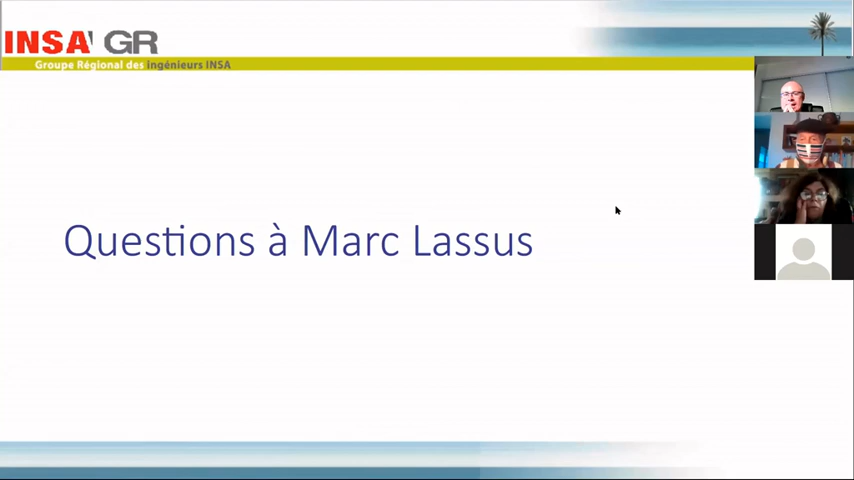 INSA GR
Groupe Régional des ingénieurs INSA
Questions à Marc Lassus